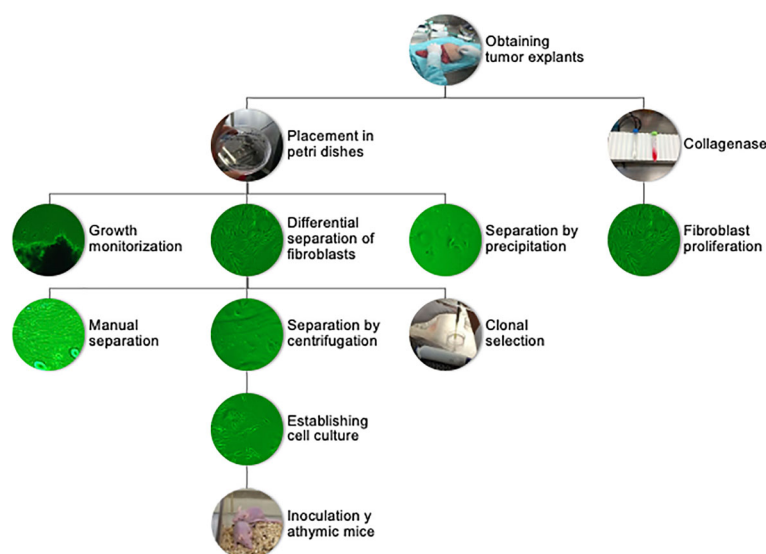 Obtaining
tumor explants
Placement in
petri dishes
Collagenase
Growth
monitorization
Differential
separation of
fibroblasts
Separation by
precipitation
Fibroblast
proliferation
Manual
separation
Separation by
centrifugation
Clonal
selection
Establishing
cell culture
Inoculation y
athymic mice